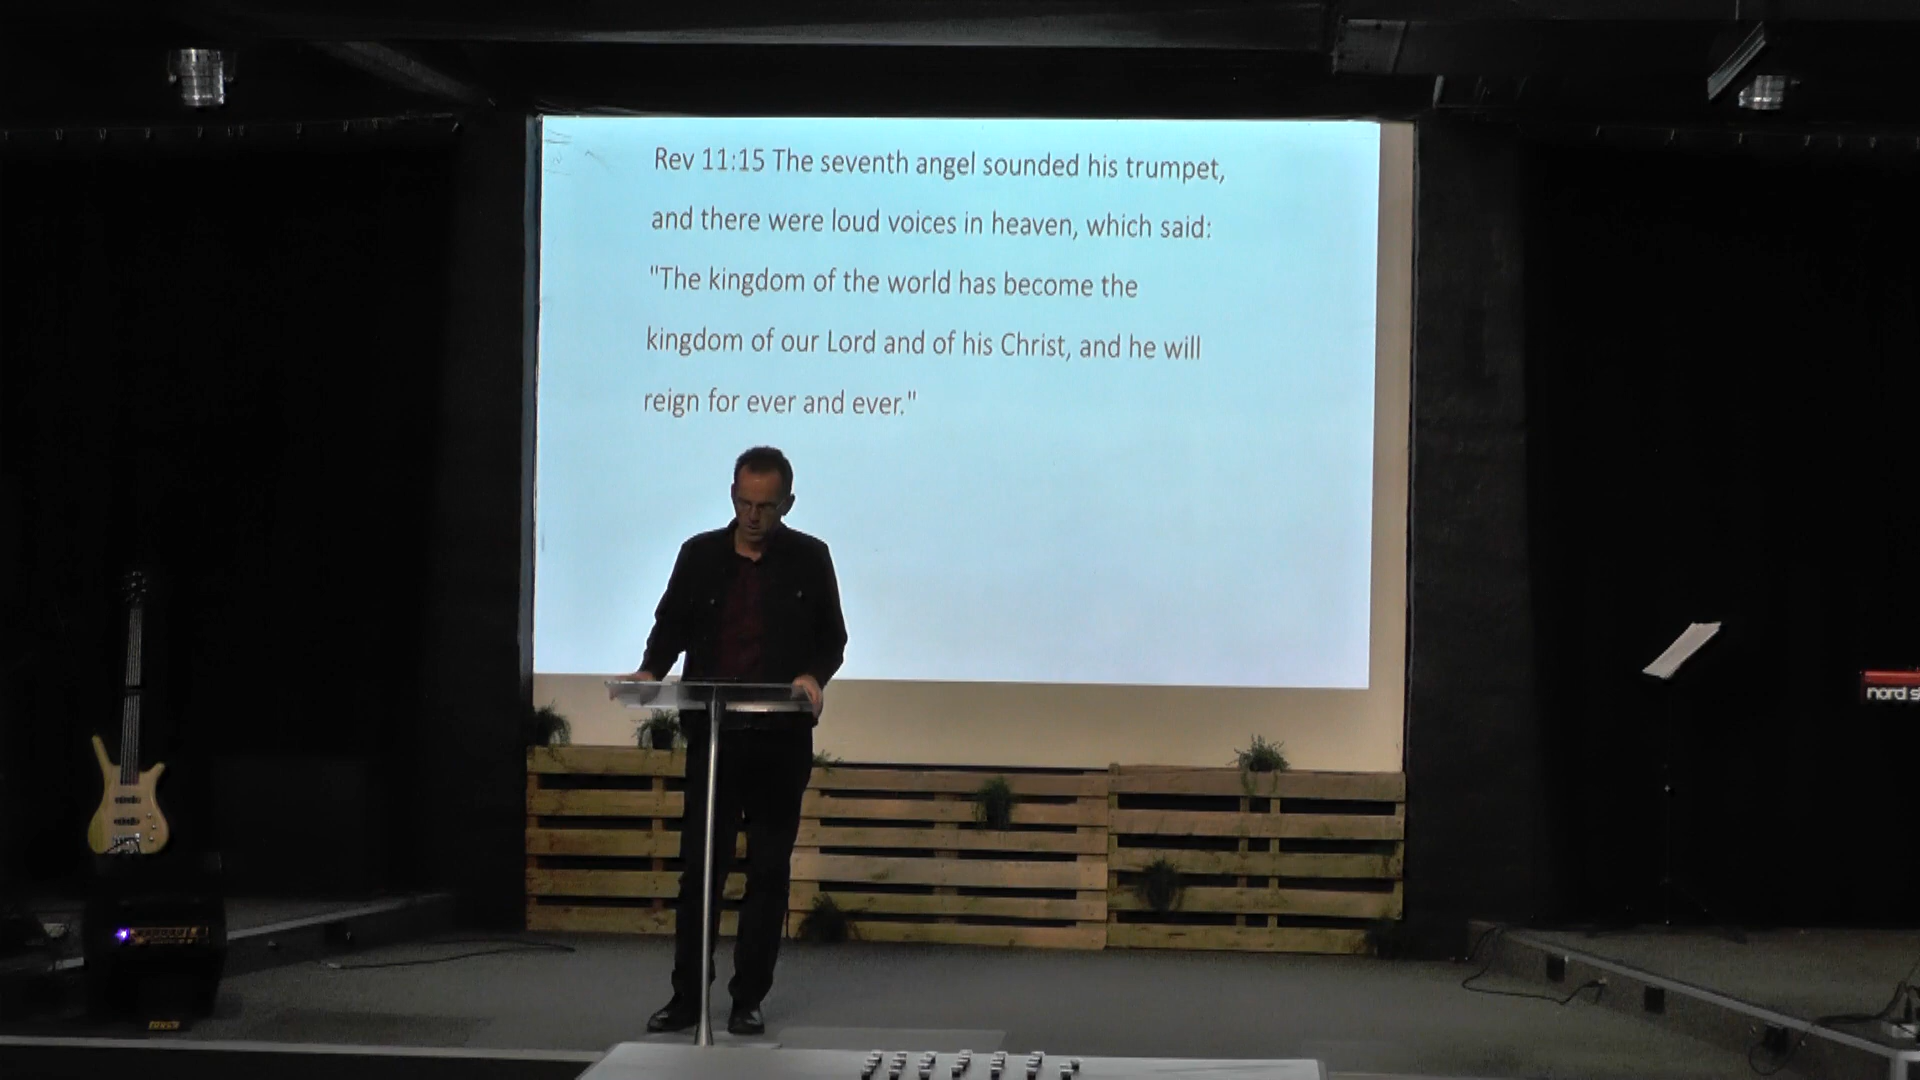 Rev 11:15 The seventh angel sounded his trumpet,
and there were loud voices in heaven, which said:
"The kingdom of the world has become the
kingdom of our Lord and of his Christ, and he will
reign for ever and ever."
nord